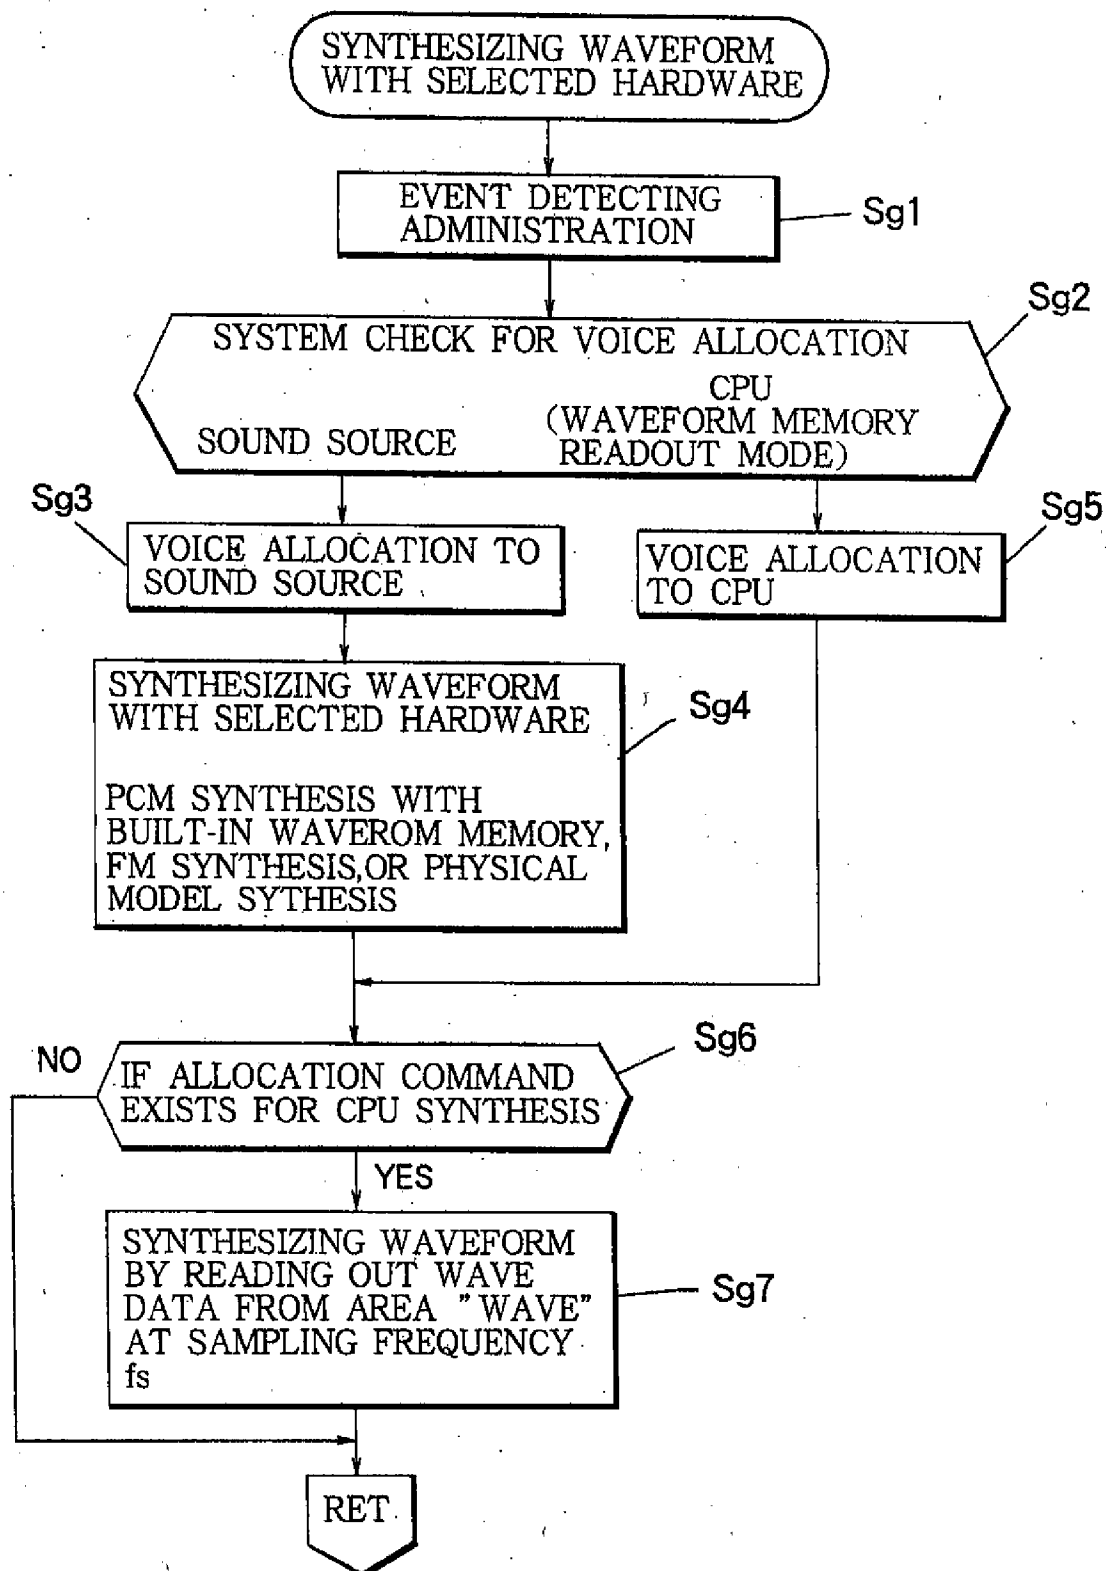 SYNTHESIZING WAVEFORM
WITH SELECTED HARDWARE
EVENT DETECTING
ADMINISTRATION
Sg1
Sg2
SYSTEM CHECK FOR VOICE ALLOCATION
SOUND SOURCE
CPU
(WAVEFORM MEMORY
READOUT MODE)
Sg3
VOICE ALLOCATION TO
SOUND SOURCE
Sg5
VOICE ALLOCATION
TO CPU
SYNTHESIZING WAVEFORM
WITH SELECTED HARDWARE
PCM SYNTHESIS WITH
BUILT-IN WAVEROM MEMORY,
FM SYNTHESIS,OR PHYSICAL
MODEL SYTHESIS
Sg4
NO
IF ALLOCATION COMMAND
EXISTS FOR CPU SYNTHESIS
Sg6
YES
SYNTHESIZING WAVEFORM
BY READING OUT WAVE
DATA FROM AREA "WAVE"
AT SAMPLING FREQUENCY
fs
Sg7
RET